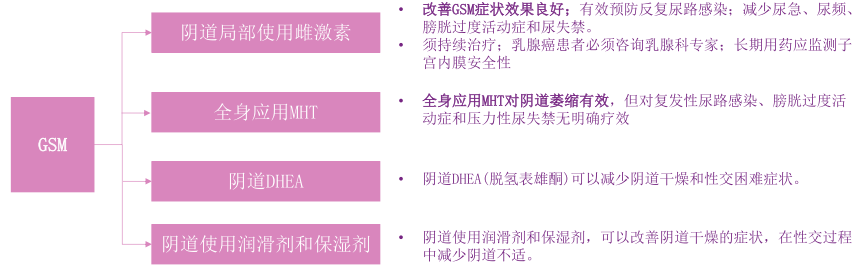 GSM
阴道局部使用雌激素
• 改善GSM症状效果良好；有效预防反复尿路感染；减少尿急、尿频、
膀胱过度活动症和尿失禁。
• 须持续治疗；乳腺癌患者必须咨询乳腺科专家；长期用药应监测子
宫内膜安全性
全身应用MHT
• 全身应用MHT对阴道萎缩有效，但对复发性尿路感染、膀胱过度活
动症和压力性尿失禁无明确疗效
阴道DHEA
• 阴道DHEA(脱氢表雄酮)可以减少阴道干燥和性交困难症状。
阴道使用润滑剂和保湿剂
• 阴道使用润滑剂和保湿剂，可以改善阴道干燥的症状，在性交过程
中减少阴道不适。